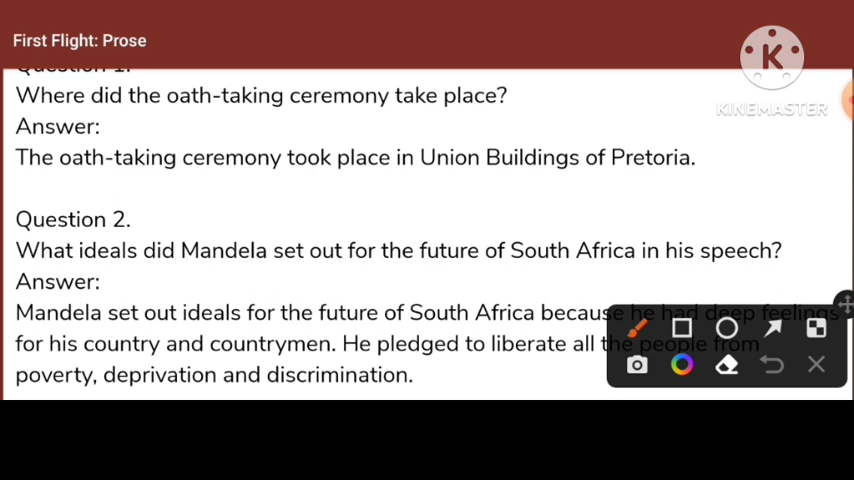 First Flight: Prose
Question 1.
K
KINEMASTER
Where did the oath-taking ceremony take place?
Answer:
The oath-taking ceremony took place in Union Buildings of Pretoria.
Question 2.
What ideals did Mandela set out for the future of South Africa in his speech?
Answer:
Mandela set out ideals for the future of South Africa because he had deep feelings
for his country and countrymen. He pledged to liberate all the people from
poverty, deprivation and discrimination.